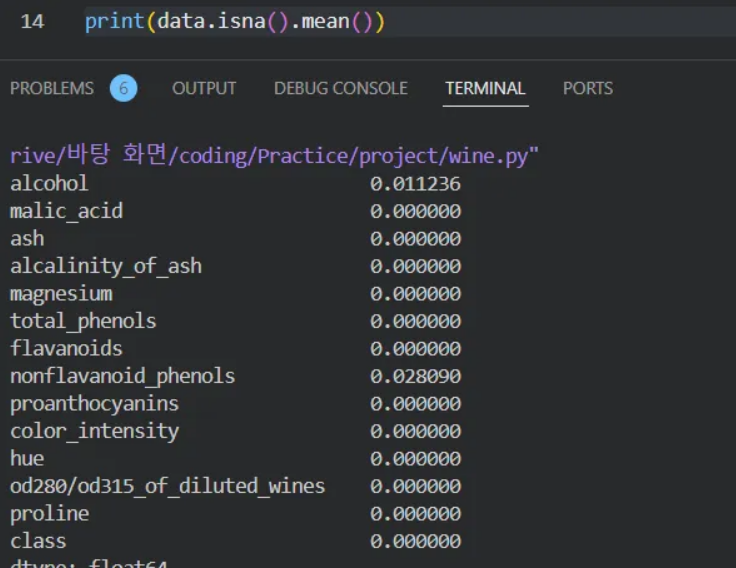 14 print(data.isna().mean())
PROBLEMS 6 OUTPUT DEBUG CONSOLE TERMINAL PORTS
rive/바탕 화면/coding/Practice/project/wine.py"
alcohol 0.011236
malic_acid 0.000000
ash 0.000000
alcalinity_of_ash 0.000000
magnesium 0.000000
total_phenols 0.000000
flavanoids 0.000000
nonflavanoid_phenols 0.028090
proanthocyanins 0.000000
color_intensity 0.000000
hue 0.000000
od280/od315_of_diluted_wines 0.000000
proline 0.000000
class 0.000000
dtype: float64